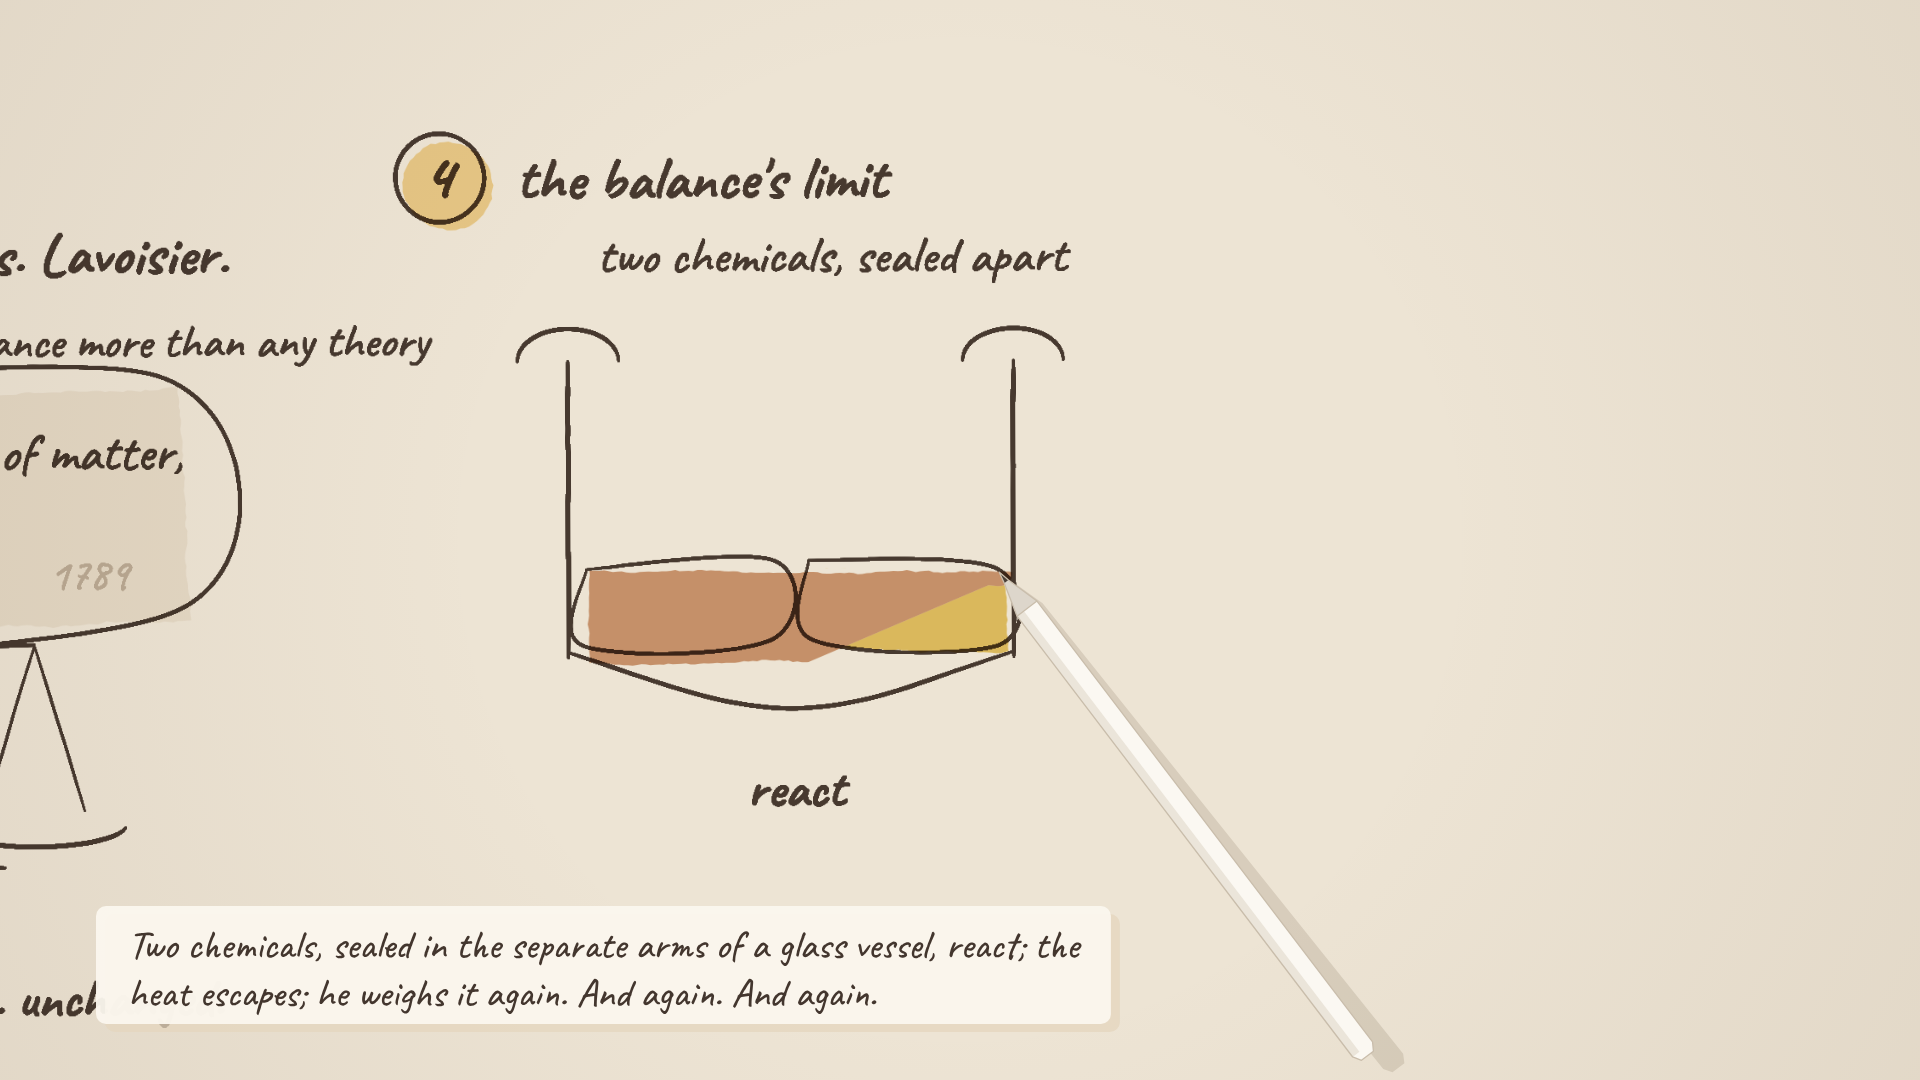 4 the balance's limit
two chemicals, sealed apart
s. Lavoisier.
ance more than any theory
of matter,
1789
react
Two chemicals, sealed in the separate arms of a glass vessel, react; the
heat escapes; he weighs it again. And again. And again.
. unch